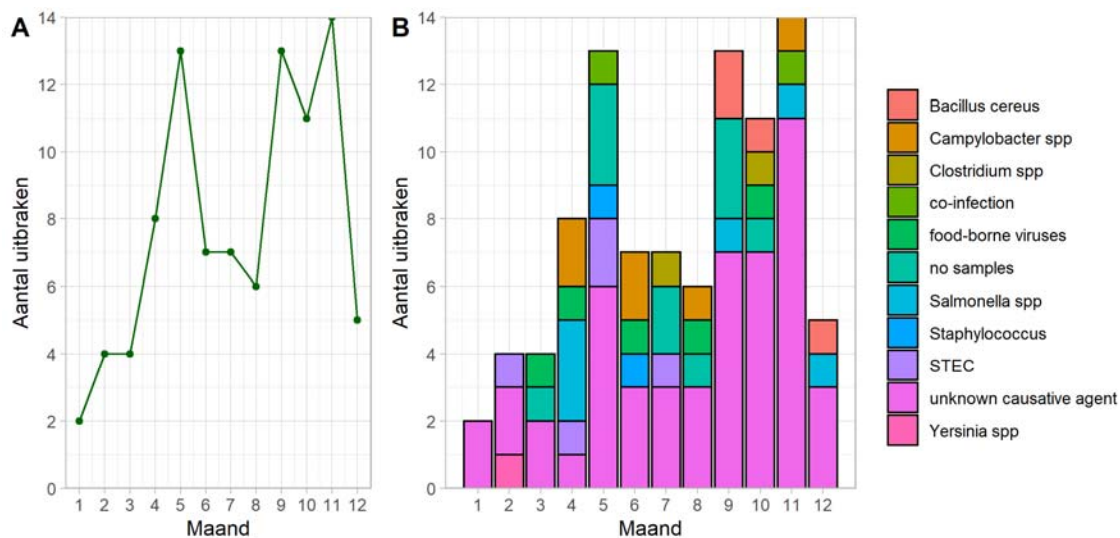 A
Aantal uitbraken
14
12
10
8
6
4
2
0
1 2 3 4 5 6 7 8 9 10 11 12
Maand
B
Aantal uitbraken
14
12
10
8
6
4
2
0
1 2 3 4 5 6 7 8 9 10 11 12
Maand
Bacillus cereus
Campylobacter spp
Clostridium spp
co-infection
food-borne viruses
no samples
Salmonella spp
Staphylococcus
STEC
unknown causative agent
Yersinia spp